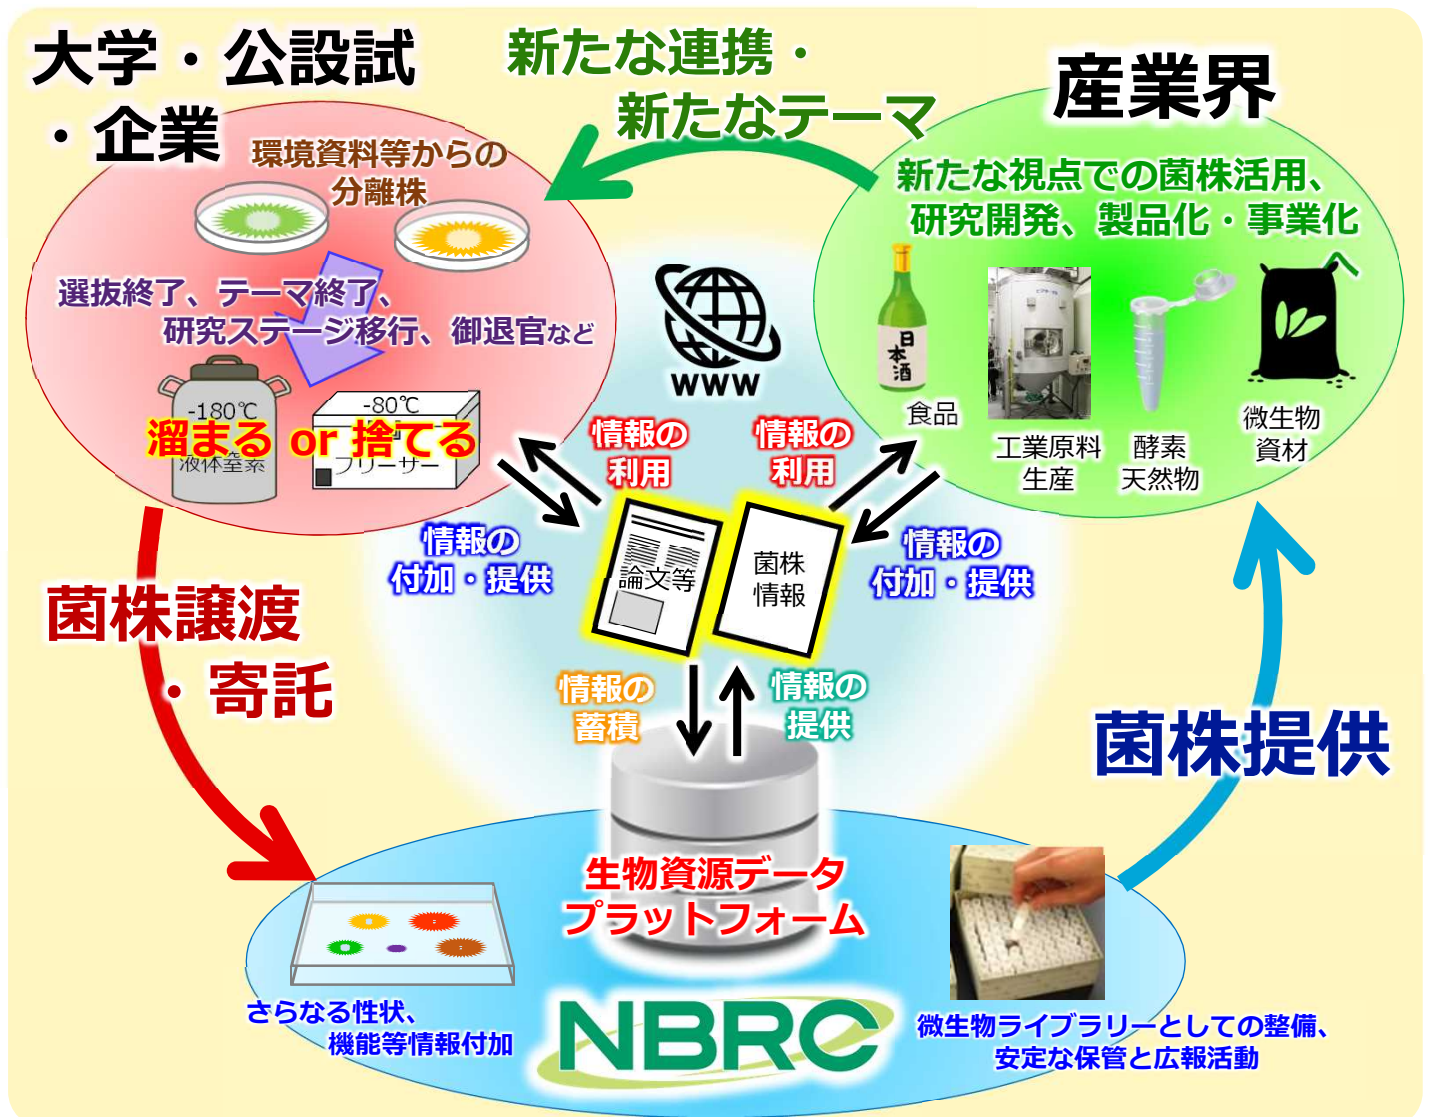 大学・公設試
・企業
新たな連携・
新たなテーマ
産業界
環境資料等からの
分離株
選抜終了、テーマ終了、
研究ステージ移行、御退官など
-180℃
液体窒素
-80℃
フリーザー
溜まる or 捨てる
新たな視点での菌株活用、
研究開発、製品化・事業化
へ
日本酒
食品
工業原料
生産
酵素
天然物
微生物
資材
WWW
情報の
利用
情報の
利用
情報の
付加・提供
情報の
付加・提供
論文等
菌株
情報
情報の
蓄積
情報の
提供
菌株譲渡
・寄託
菌株提供
生物資源データ
プラットフォーム
さらなる性状、
機能等情報付加
NBRC
微生物ライブラリーとしての整備、
安定な保管と広報活動